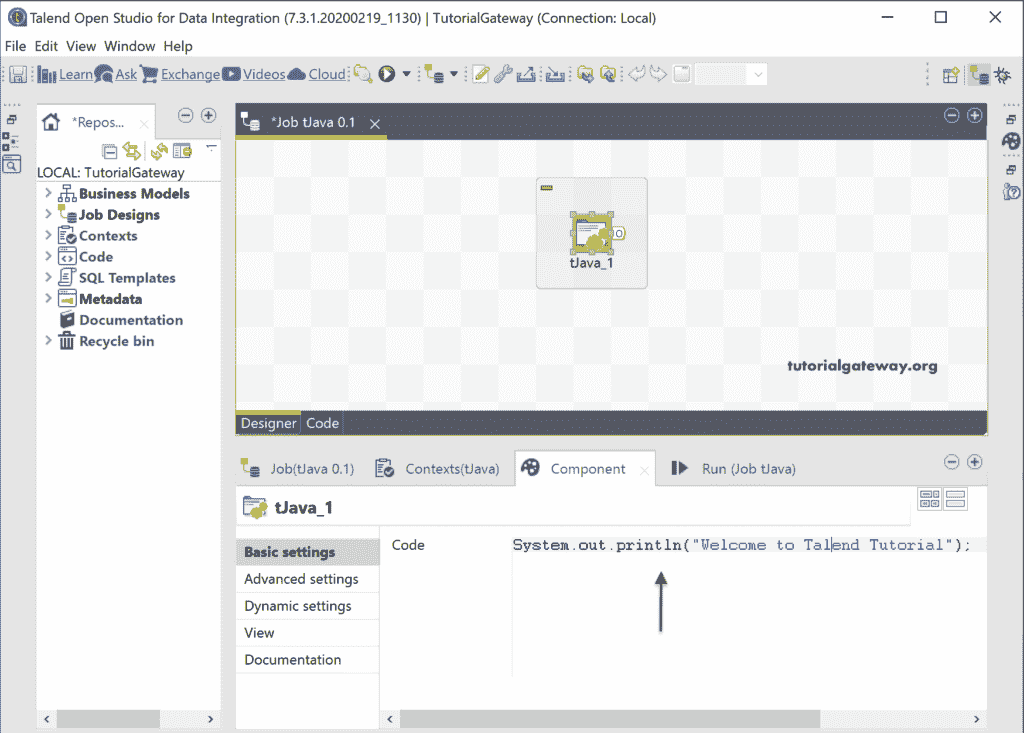 Talend Open Studio for Data Integration (7.3.1.20200219_1130) | TutorialGateway (Connection: Local)
File Edit View Window Help
Learn Ask Exchange Videos Cloud
*Repos...
*Job tJava 0.1
LOCAL: TutorialGateway
Business Models
Job Designs
Contexts
Code
SQL Templates
Metadata
Documentation
Recycle bin
tJava_1
tutorialgateway.org
Designer Code
Job(tJava 0.1) Contexts(tJava) Component Run (Job tJava)
tJava_1
Basic settings
Advanced settings
Dynamic settings
View
Documentation
Code System.out.println("Welcome to Talend Tutorial");